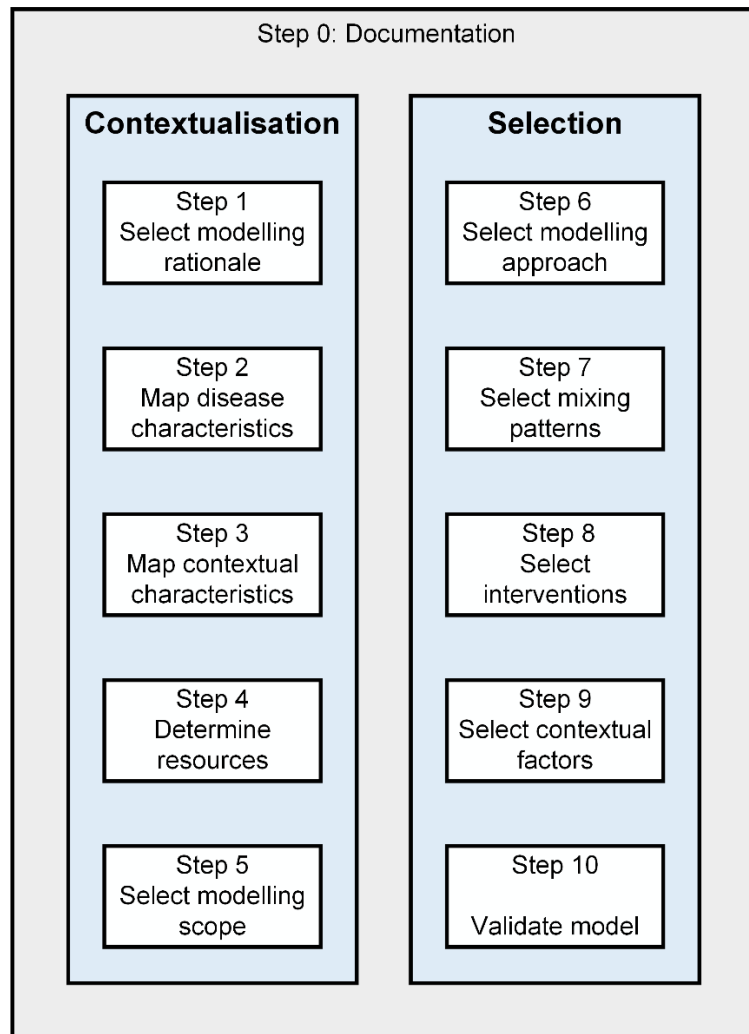 Step 0: Documentation
Contextualisation
Step 1
Select modelling
rationale
Step 2
Map disease
characteristics
Step 3
Map contextual
characteristics
Step 4
Determine
resources
Step 5
Select modelling
scope
Selection
Step 6
Select modelling
approach
Step 7
Select mixing
patterns
Step 8
Select
interventions
Step 9
Select contextual
factors
Step 10
Validate model